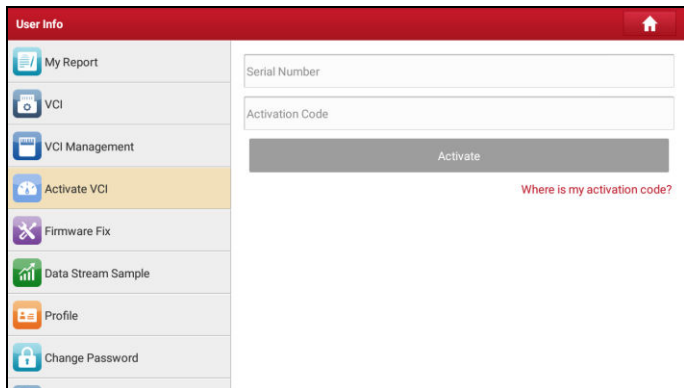 User Info
My Report
VCI
VCI Management
Activate VCI
Firmware Fix
Data Stream Sample
Profile
Change Password
Serial Number
Activation Code
Activate
Where is my activation code?